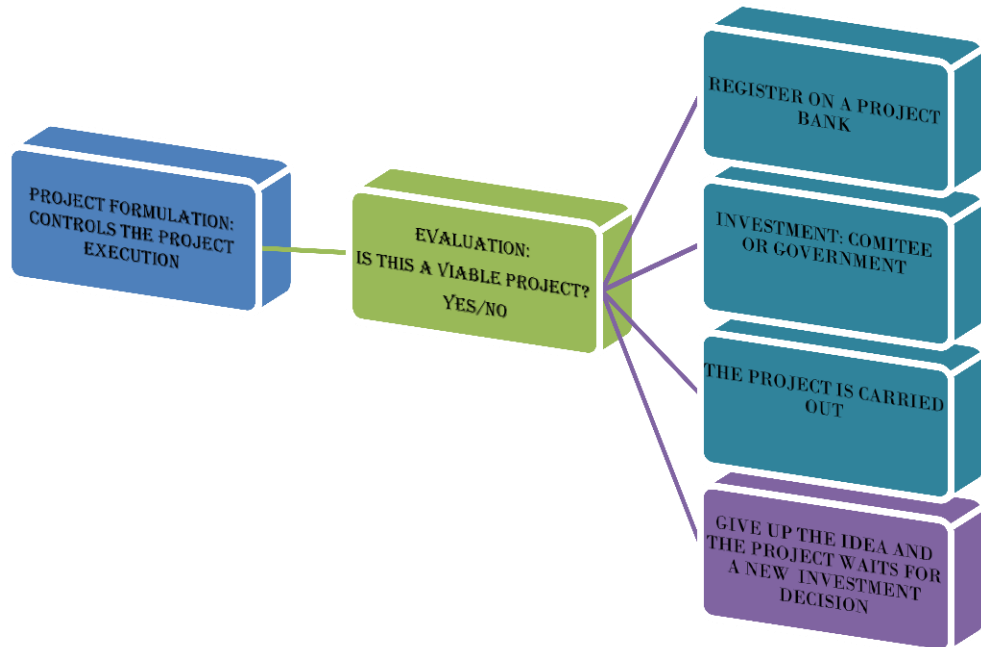 PROJECT FORMULATION:
CONTROLS THE PROJECT
EXECUTION
EVALUATION:
IS THIS A VIABLE PROJECT?
YES/NO
REGISTER ON A PROJECT
BANK
INVESTMENT: COMITEE
OR GOVERNMENT
THE PROJECT IS CARRIED
OUT
GIVE UP THE IDEA AND
THE PROJECT WAITS FOR
A NEW INVESTMENT
DECISION